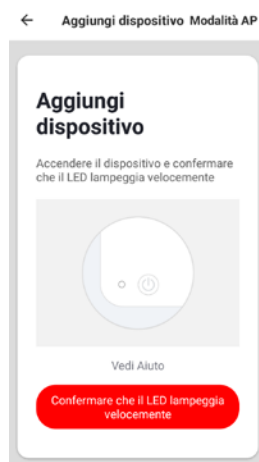 Aggiungi dispositivo Modalità AP
Aggiungi
dispositivo
Accendere il dispositivo e confermare
che il LED lampeggia velocemente
Vedi Aiuto
Confermare che il LED lampeggia
velocemente